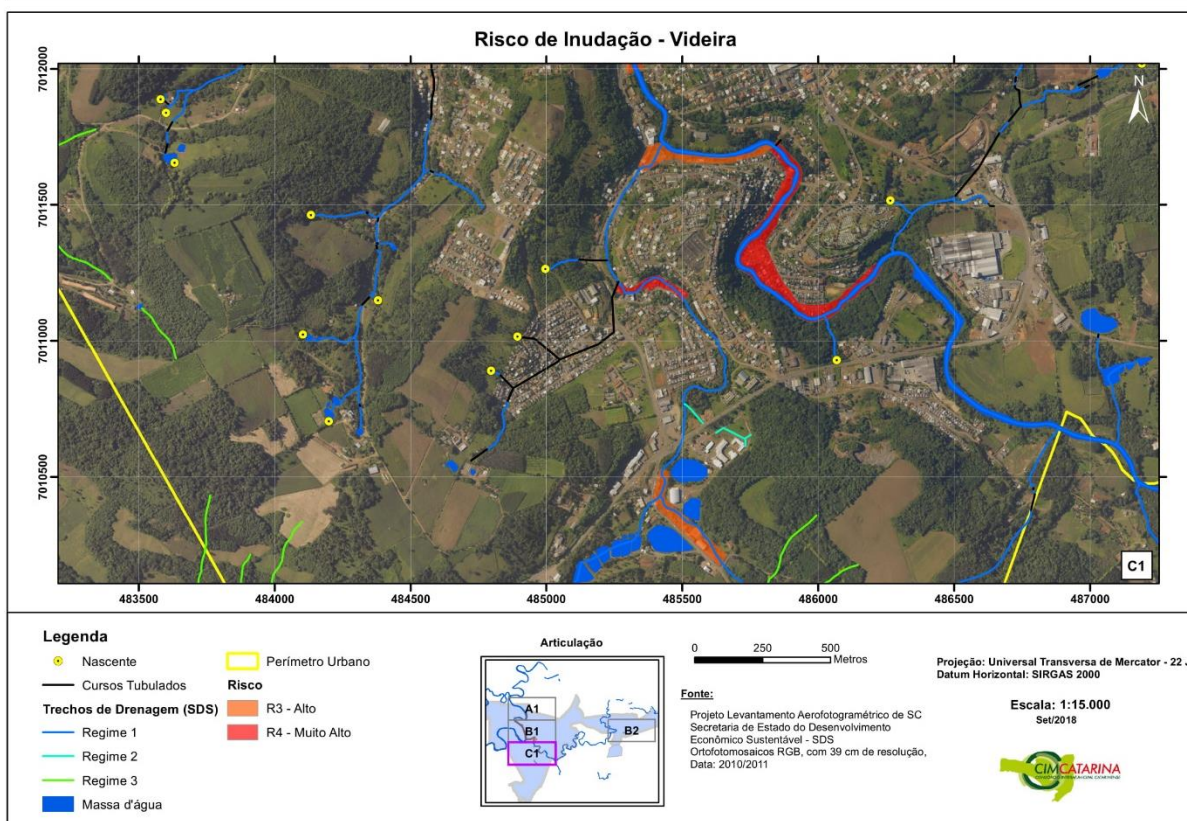 Risco de Inudação - Videira
7012000
7011500
7011000
7010500
N
C1
483500
484000
484500
485000
485500
486000
486500
487000
Legenda
Nascente
Cursos Tubulados
Trechos de Drenagem (SDS)
Regime 1
Regime 2
Regime 3
Massa d'água
Perímetro Urbano
Risco
R3 - Alto
R4 - Muito Alto
Articulação
A1
B1
B2
C1
0 250 500
Metros
Fonte:
Projeto Levantamento Aerofotogramétrico de SC
Secretaria de Estado do Desenvolvimento
Econômico Sustentável - SDS
Ortofotomosaicos RGB, com 39 cm de resolução,
Data: 2010/2011
Projeção: Universal Transversa de Mercator - 22 J
Datum Horizontal: SIRGAS 2000
Escala: 1:15.000
Set/2018
CIMCATARINA